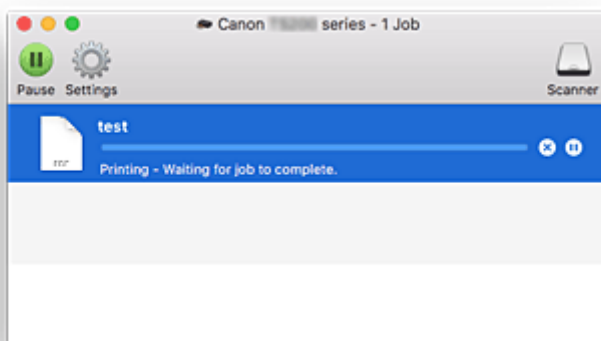 Canon series - 1 Job
Pause Settings
Scanner
test
Printing - Waiting for job to complete.